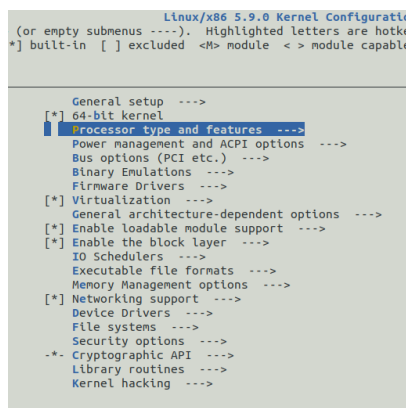 Linux/x86 5.9.0 Kernel Configuratio
(or empty submenus ----). Highlighted letters are hotke
*] built-in [ ] excluded <M> module < > module capable
General setup --->
[*] 64-bit kernel
Processor type and features --->
Power management and ACPI options --->
Bus options (PCI etc.) --->
Binary Emulations --->
Firmware Drivers --->
[*] Virtualization --->
General architecture-dependent options --->
[*] Enable loadable module support --->
[*] Enable the block layer --->
IO Schedulers --->
Executable file formats --->
Memory Management options --->
[*] Networking support --->
Device Drivers --->
File systems --->
Security options --->
-*- Cryptographic API --->
Library routines --->
Kernel hacking --->